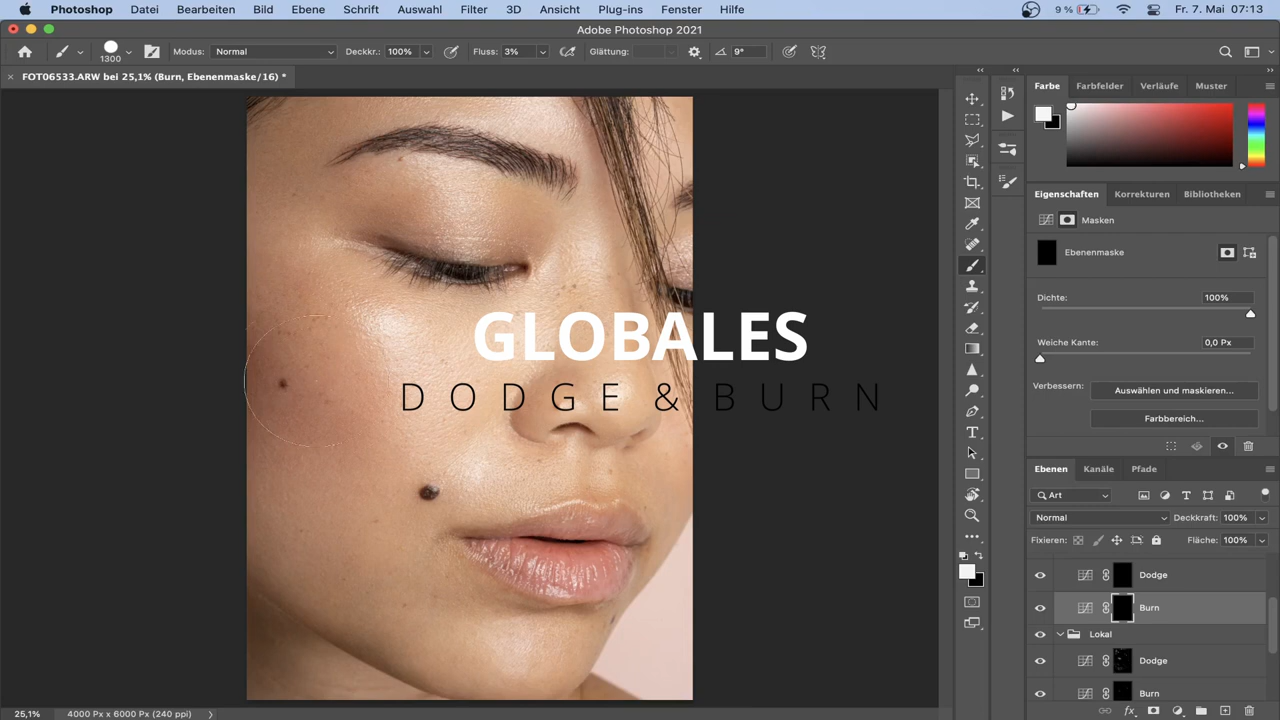 Photoshop Datei Bearbeiten Bild Ebene Schrift Auswahl Filter 3D Ansicht Plug-ins Fenster Hilfe 9 % Fr. 7. Mai 07:13
Adobe Photoshop 2021
1300 Modus: Normal Deckkr.: 100% Fluss: 3% Glättung: 9°
× FOT06533.ARW bei 25,1% (Burn, Ebenenmaske/16) *
Farbe Farbfelder Verläufe Muster
Eigenschaften Korrekturen Bibliotheken
Masken
Ebenenmaske
Dichte: 100%
Weiche Kante: 0,0 Px
Verbessern: Auswählen und maskieren...
Farbbereich...
GLOBALES
DODGE & BURN
Ebenen Kanäle Pfade
Art
Normal Deckkraft: 100%
Fixieren: Fläche: 100%
Dodge
Burn
Lokal
Dodge
Burn
25,1% 4000 Px x 6000 Px (240 ppi)